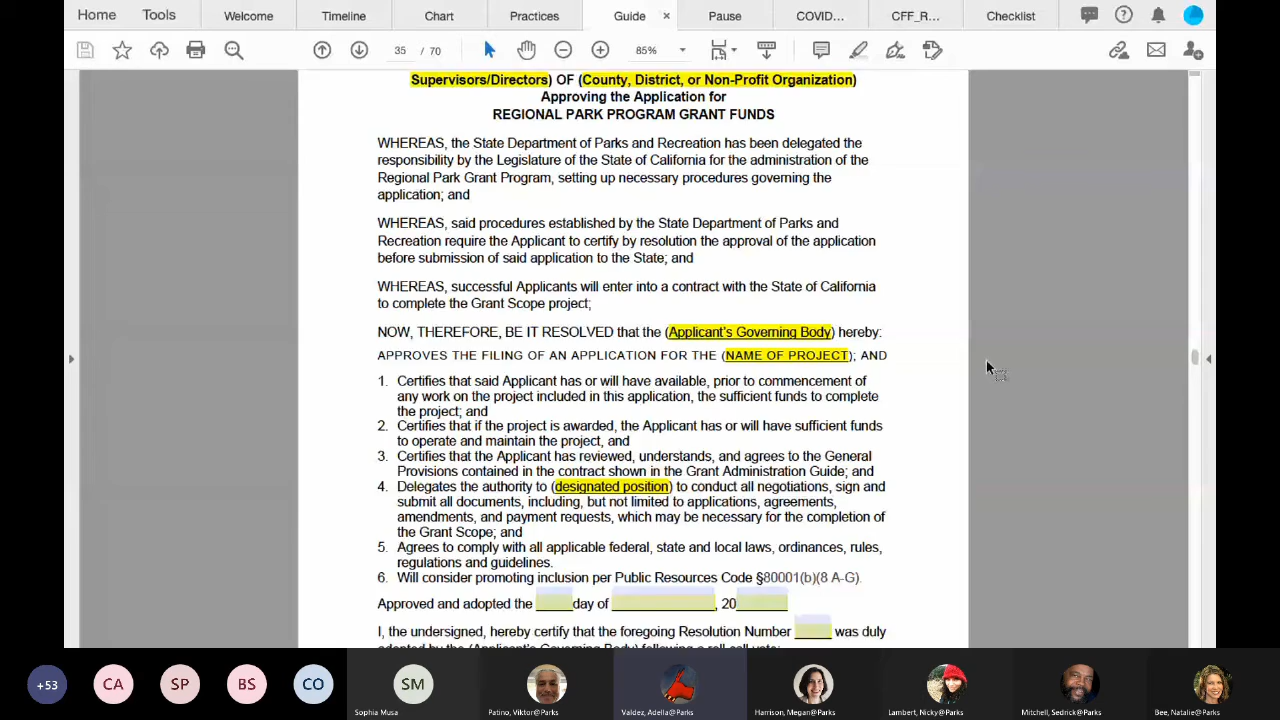 Home Tools Welcome Timeline Chart Practices Guide × Pause COVID... CFF_R... Checklist
35 / 70 85%
Supervisors/Directors) OF (County, District, or Non-Profit Organization)
Approving the Application for
REGIONAL PARK PROGRAM GRANT FUNDS
WHEREAS, the State Department of Parks and Recreation has been delegated the
responsibility by the Legislature of the State of California for the administration of the
Regional Park Grant Program, setting up necessary procedures governing the
application; and
WHEREAS, said procedures established by the State Department of Parks and
Recreation require the Applicant to certify by resolution the approval of the application
before submission of said application to the State; and
WHEREAS, successful Applicants will enter into a contract with the State of California
to complete the Grant Scope project;
NOW, THEREFORE, BE IT RESOLVED that the (Applicant's Governing Body) hereby:
APPROVES THE FILING OF AN APPLICATION FOR THE (NAME OF PROJECT); AND
1. Certifies that said Applicant has or will have available, prior to commencement of
any work on the project included in this application, the sufficient funds to complete
the project; and
2. Certifies that if the project is awarded, the Applicant has or will have sufficient funds
to operate and maintain the project, and
3. Certifies that the Applicant has reviewed, understands, and agrees to the General
Provisions contained in the contract shown in the Grant Administration Guide; and
4. Delegates the authority to (designated position) to conduct all negotiations, sign and
submit all documents, including, but not limited to applications, agreements,
amendments, and payment requests, which may be necessary for the completion of
the Grant Scope; and
5. Agrees to comply with all applicable federal, state and local laws, ordinances, rules,
regulations and guidelines.
6. Will consider promoting inclusion per Public Resources Code §80001(b)(8 A-G).
Approved and adopted the day of , 20
I, the undersigned, hereby certify that the foregoing Resolution Number was duly
adopted by the (Applicant's Governing Body) following a roll call vote:
+53 CA SP BS CO SM
Sophia Musa Patino, Viktor@Parks Valdez, Adella@Parks Harrison, Megan@Parks Lambert, Nicky@Parks Mitchell, Sedrick@Parks Bee, Natalie@Parks